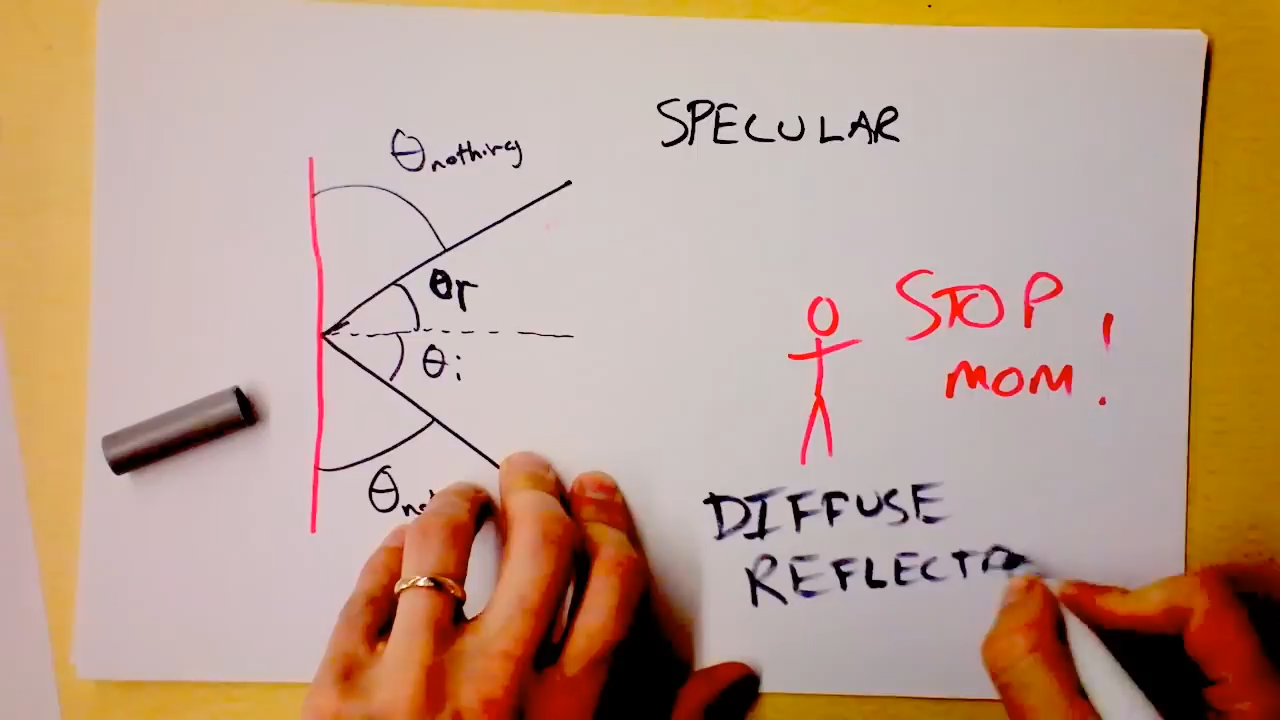 SPECULAR
θnothing
θr
θi
STOP
MOM!
DIFFUSE